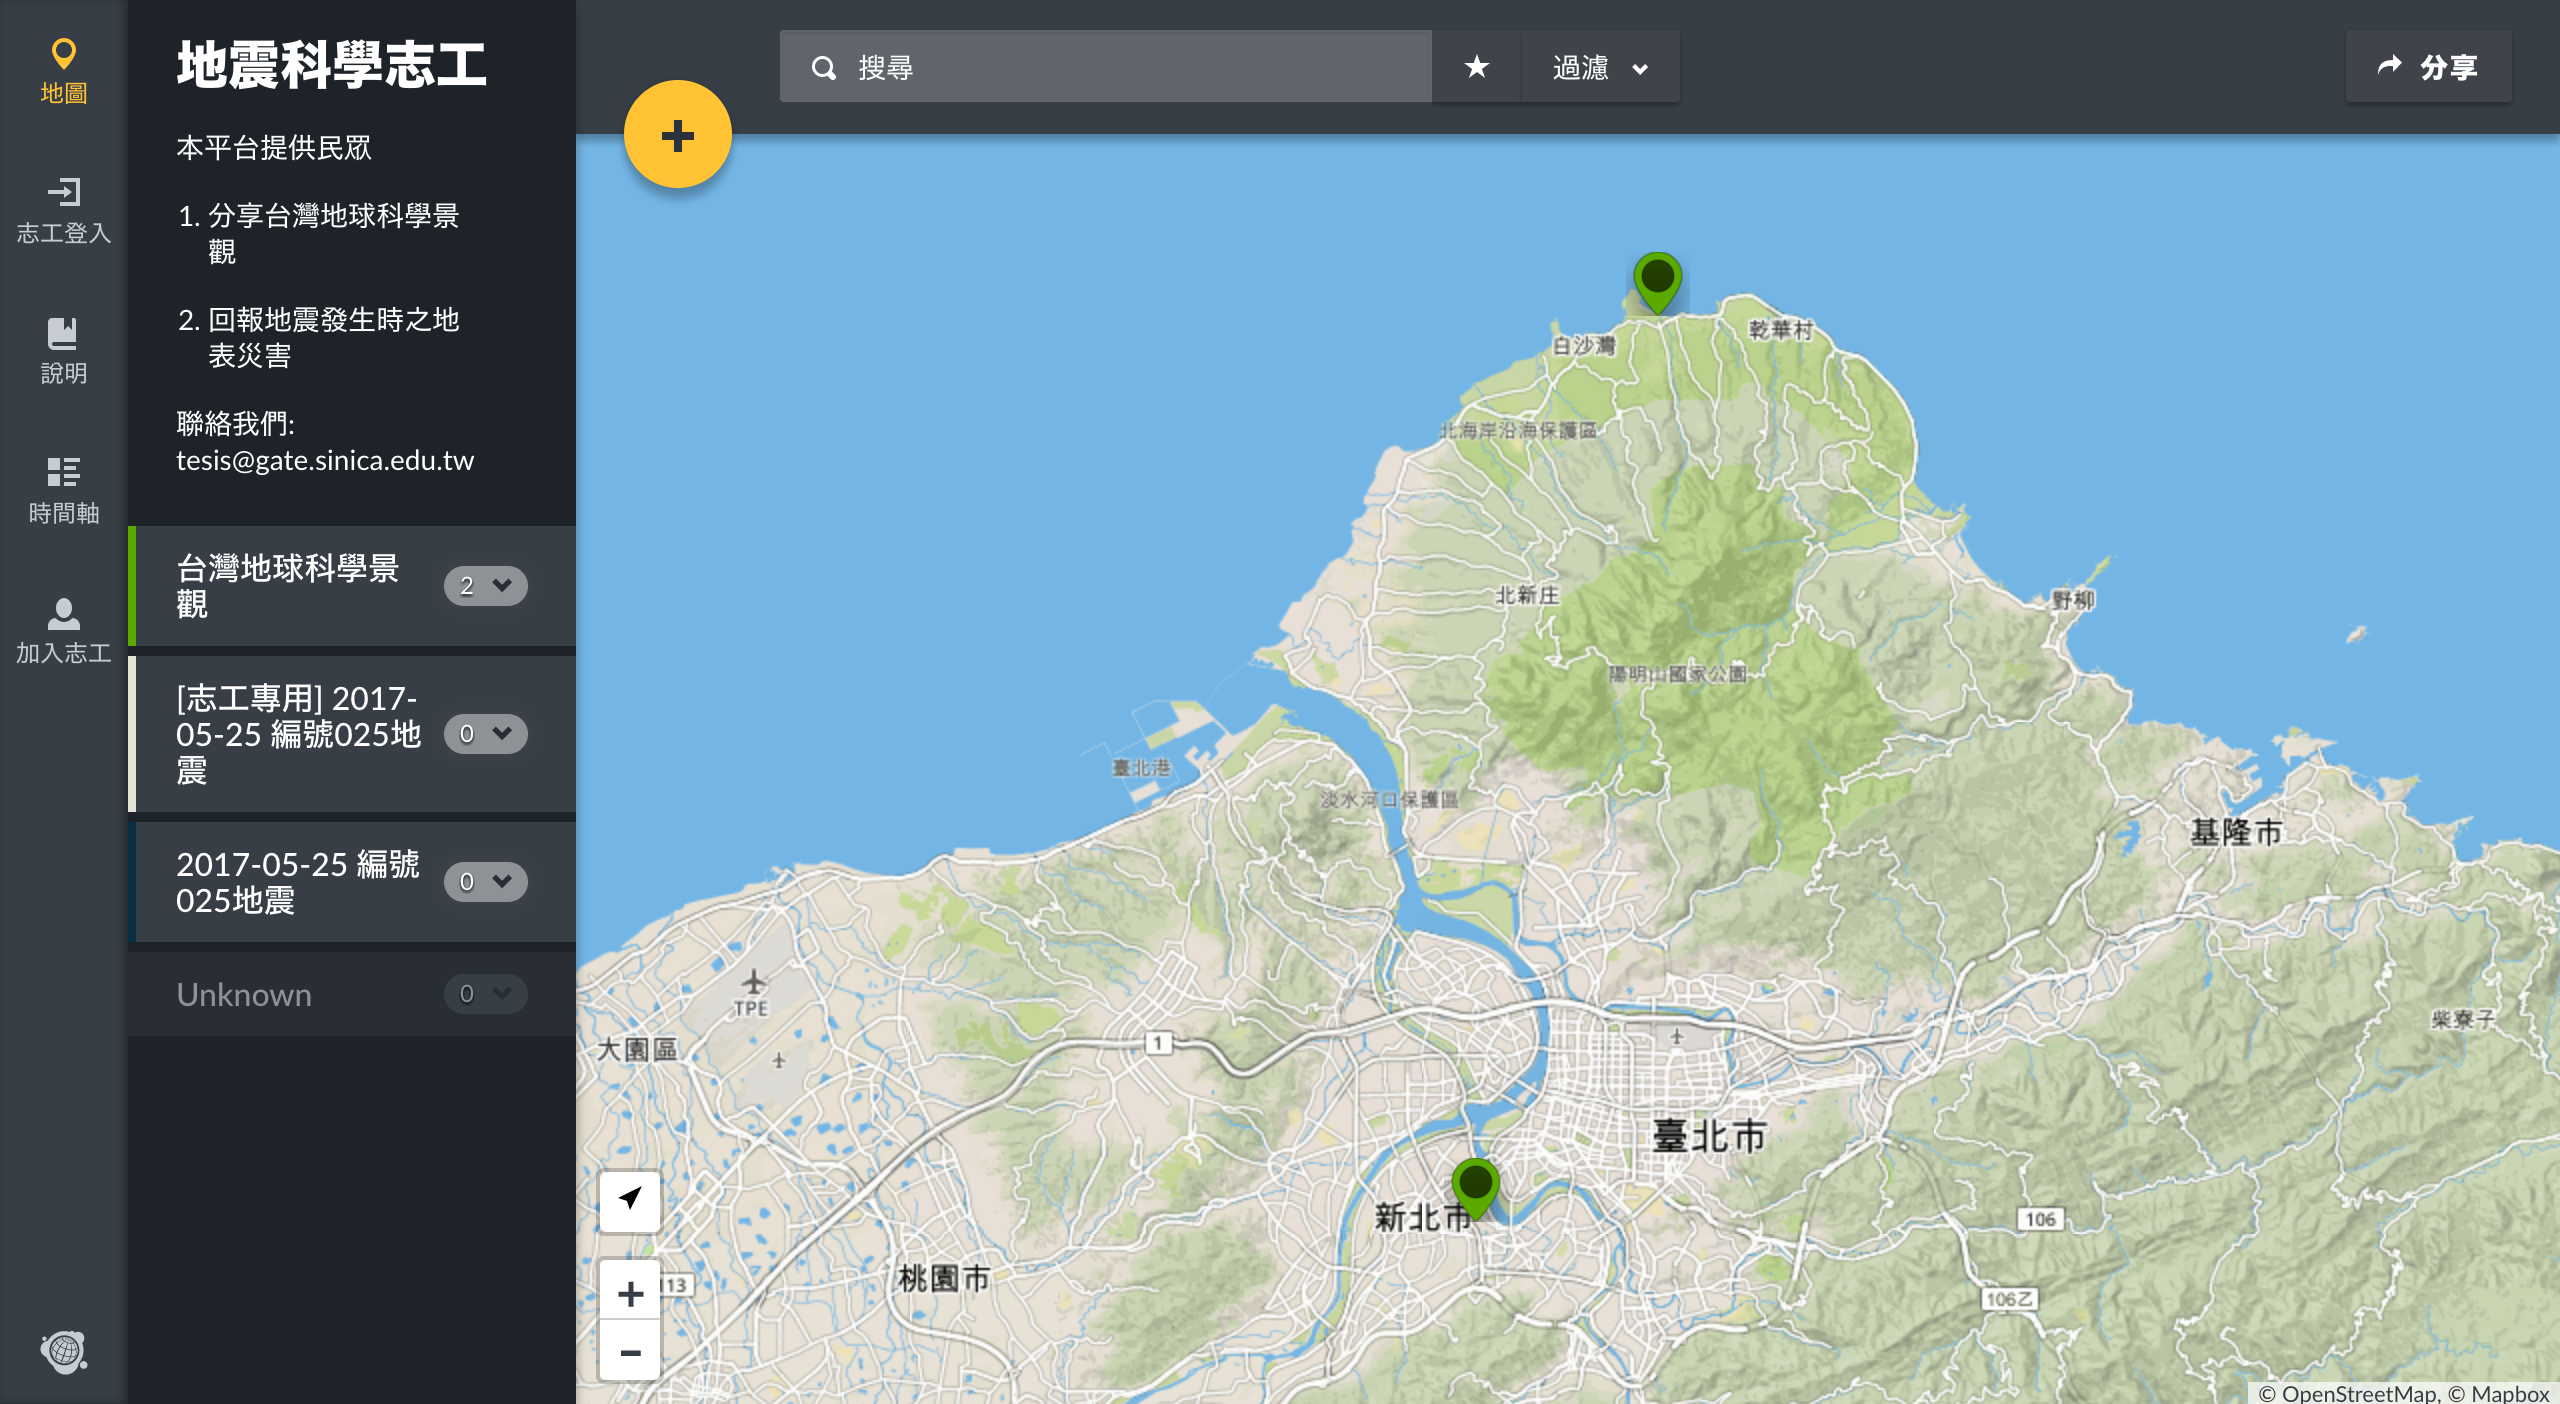 地圖
志工登入
說明
時間軸
加入志工
地震科學志工
本平台提供民眾
1. 分享台灣地球科學景
觀
2. 回報地震發生時之地
表災害
聯絡我們:
tesis@gate.sinica.edu.tw
台灣地球科學景
觀
2
[志工專用] 2017-
05-25 編號025地
震
0
2017-05-25 編號
025地震
0
Unknown
0
搜尋
過濾
分享
乾華村
白沙灣
北海岸沿海保護區
北新庄
野柳
陽明山國家公園
臺北港
淡水河口保護區
基隆市
TPE
大園區
1
柴寮子
臺北市
新北市
106
桃園市
113
106乙
© OpenStreetMap, © Mapbox